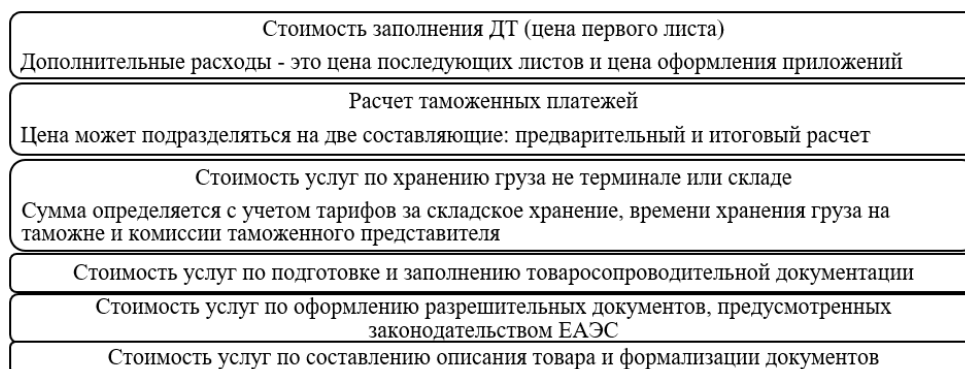 Стоимость заполнения ДТ (цена первого листа)
Дополнительные расходы - это цена последующих листов и цена оформления приложений
Расчет таможенных платежей
Цена может подразделяться на две составляющие: предварительный и итоговый расчет
Стоимость услуг по хранению груза не терминале или складе
Сумма определяется с учетом тарифов за складское хранение, времени хранения груза на
таможне и комиссии таможенного представителя
Стоимость услуг по подготовке и заполнению товаросопроводительной документации
Стоимость услуг по оформлению разрешительных документов, предусмотренных
законодательством ЕАЭС
Стоимость услуг по составлению описания товара и формализации документов